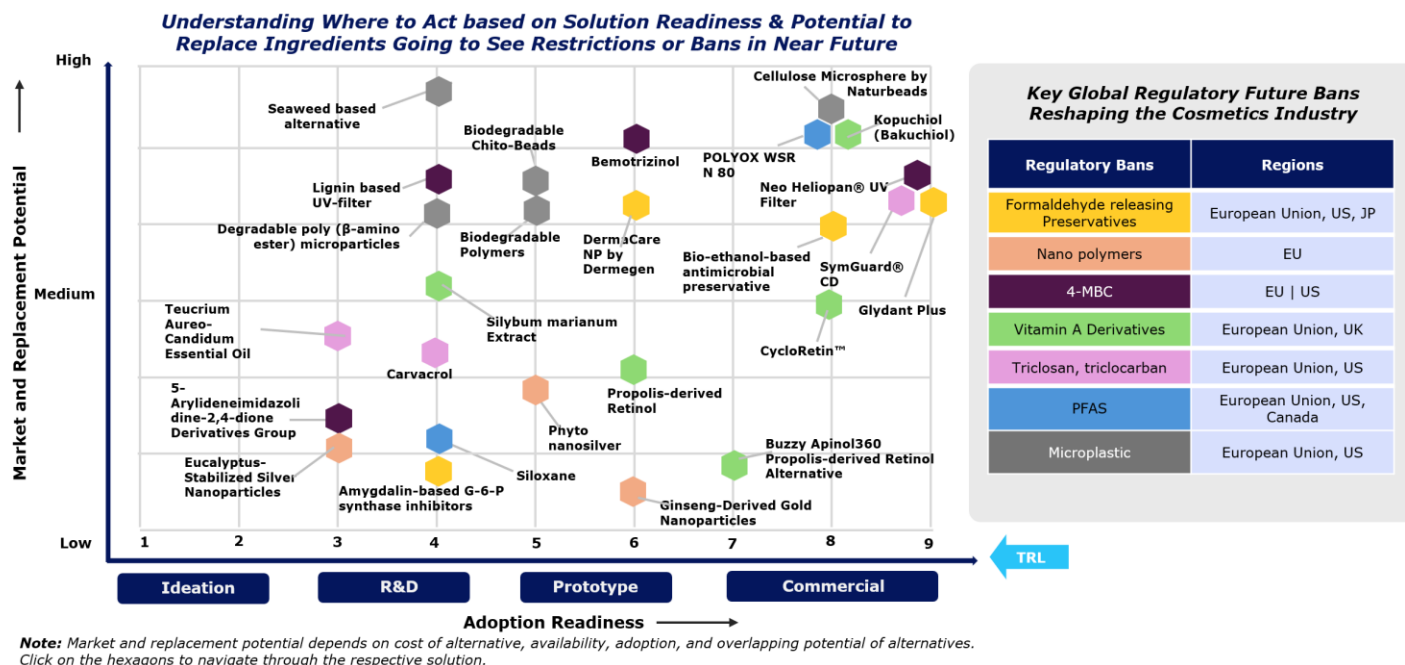 Understanding Where to Act based on Solution Readiness & Potential to
Replace Ingredients Going to See Restrictions or Bans in Near Future
Market and Replacement Potential
High
Medium
Low
Seaweed based
alternative
Biodegradable
Chito-Beads
Bemotrizinol
Cellulose Microsphere by
Naturbeads
Kopuchiol
(Bakuchiol)
POLYOX WSR
N 80
Lignin based
UV-filter
Neo Heliopan® UV
Filter
Degradable poly (β-amino
ester) microparticles
Biodegradable
Polymers
DermaCare
NP by
Dermegen
Bio-ethanol-based
antimicrobial
preservative
SymGuard®
CD
Glydant Plus
Teucrium
Aureo-
Candidum
Essential Oil
Silybum marianum
Extract
CycloRetin™
Carvacrol
Propolis-derived
Retinol
5-
Arylideneimidazoli
dine-2,4-dione
Derivatives Group
Phyto
nanosilver
Eucalyptus-
Stabilized Silver
Nanoparticles
Siloxane
Buzzy Apinol360
Propolis-derived Retinol
Alternative
Amygdalin-based G-6-P
synthase inhibitors
Ginseng-Derived Gold
Nanoparticles
1 2 3 4 5 6 7 8 9
TRL
Ideation
R&D
Prototype
Commercial
Adoption Readiness
Note: Market and replacement potential depends on cost of alternative, availability, adoption, and overlapping potential of alternatives.
Click on the hexagons to navigate through the respective solution.
Key Global Regulatory Future Bans
Reshaping the Cosmetics Industry
Regulatory Bans Regions
Formaldehyde releasing
Preservatives
European Union, US, JP
Nano polymers EU
4-MBC EU | US
Vitamin A Derivatives European Union, UK
Triclosan, triclocarban European Union, US
PFAS
European Union, US,
Canada
Microplastic European Union, US